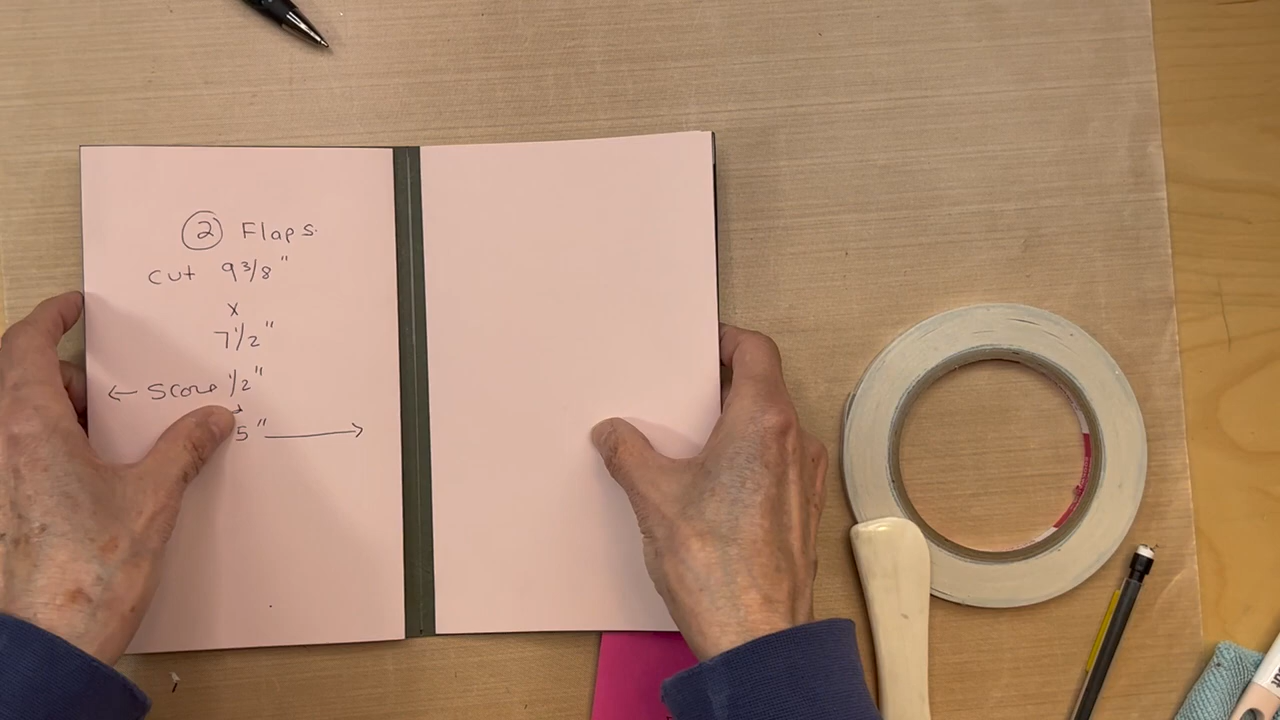 ② Flaps.
cut 9 3/8"
x
7 1/2"
← Score 1/2"
5" →